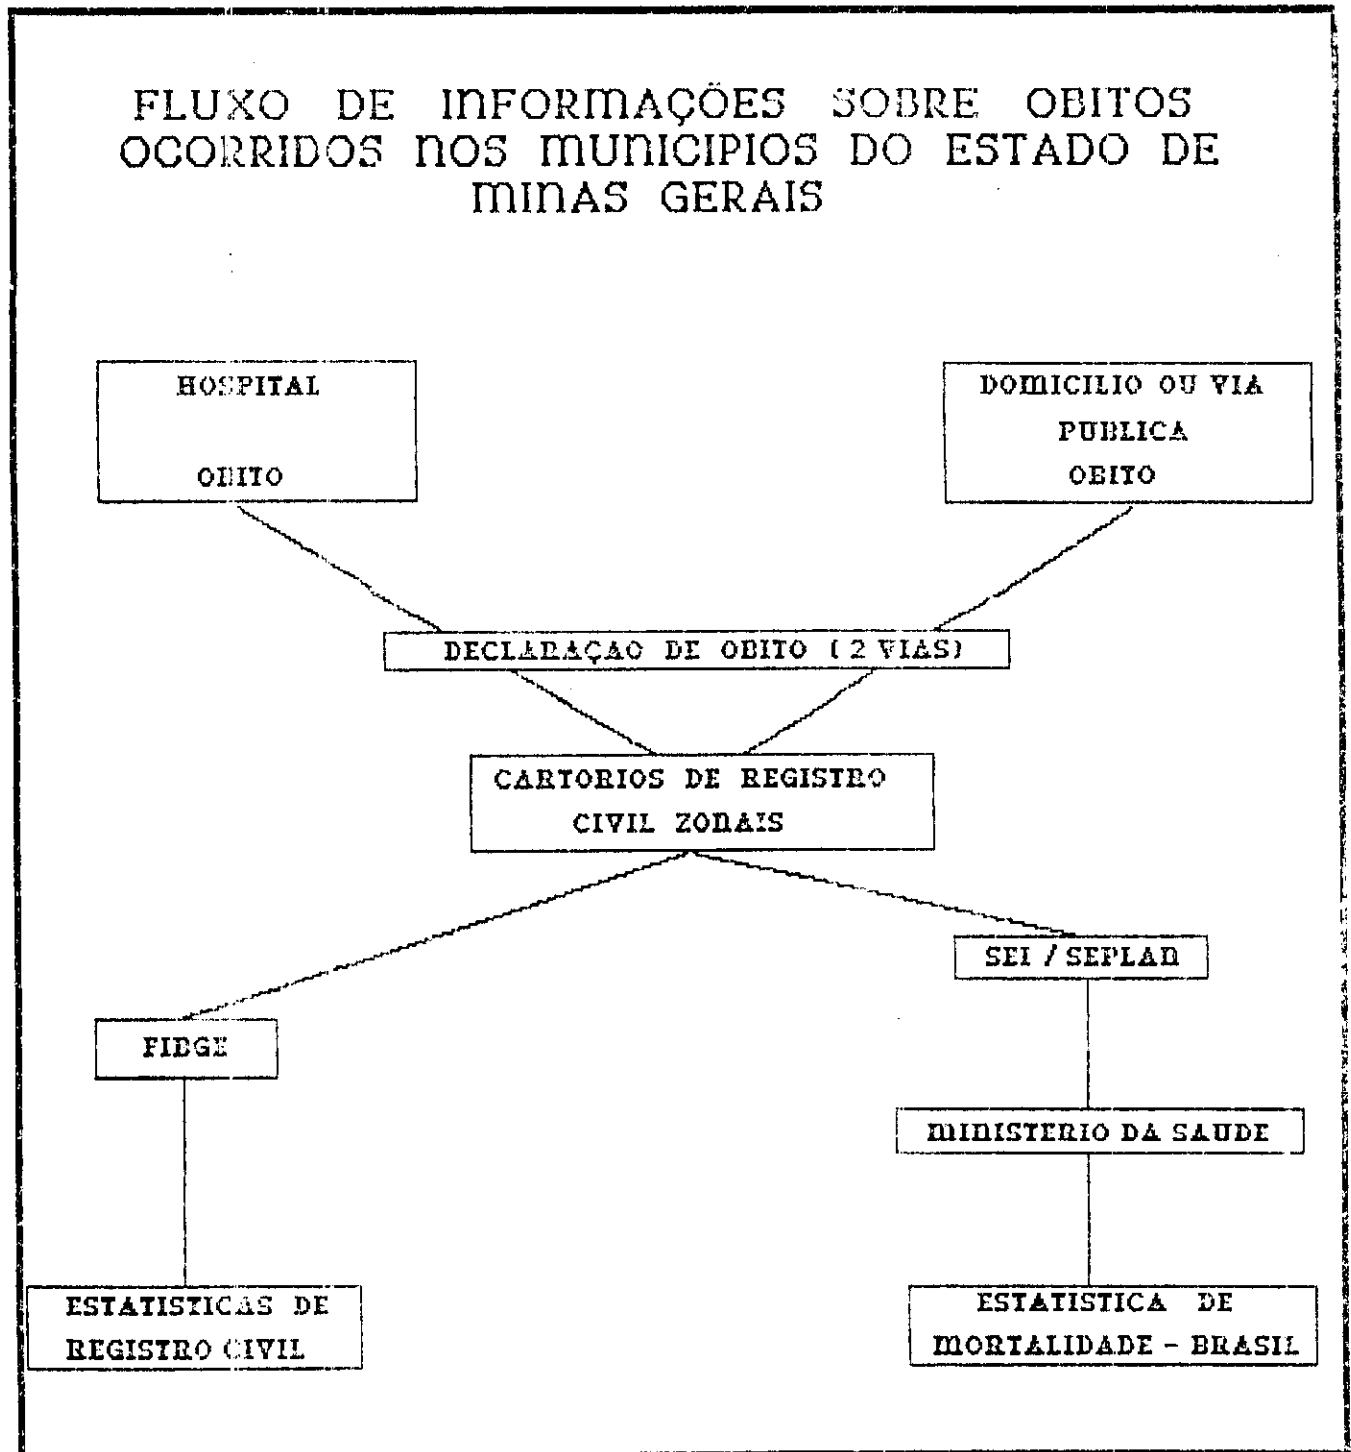 FLUXO DE INFORMAÇÕES SOBRE OBITOS
OCORRIDOS NOS MUNICIPIOS DO ESTADO DE
MINAS GERAIS
HOSPITAL
OBITO
DOMICILIO OU VIA
PUBLICA
OBITO
DECLARAÇAO DE OBITO ( 2 VIAS)
CARTORIOS DE REGISTRO
CIVIL ZONAIS
SEI / SEPLAN
FIBGE
MINISTERIO DA SAUDE
ESTATISTICAS DE
REGISTRO CIVIL
ESTATISTICA DE
MORTALIDADE - BRASIL